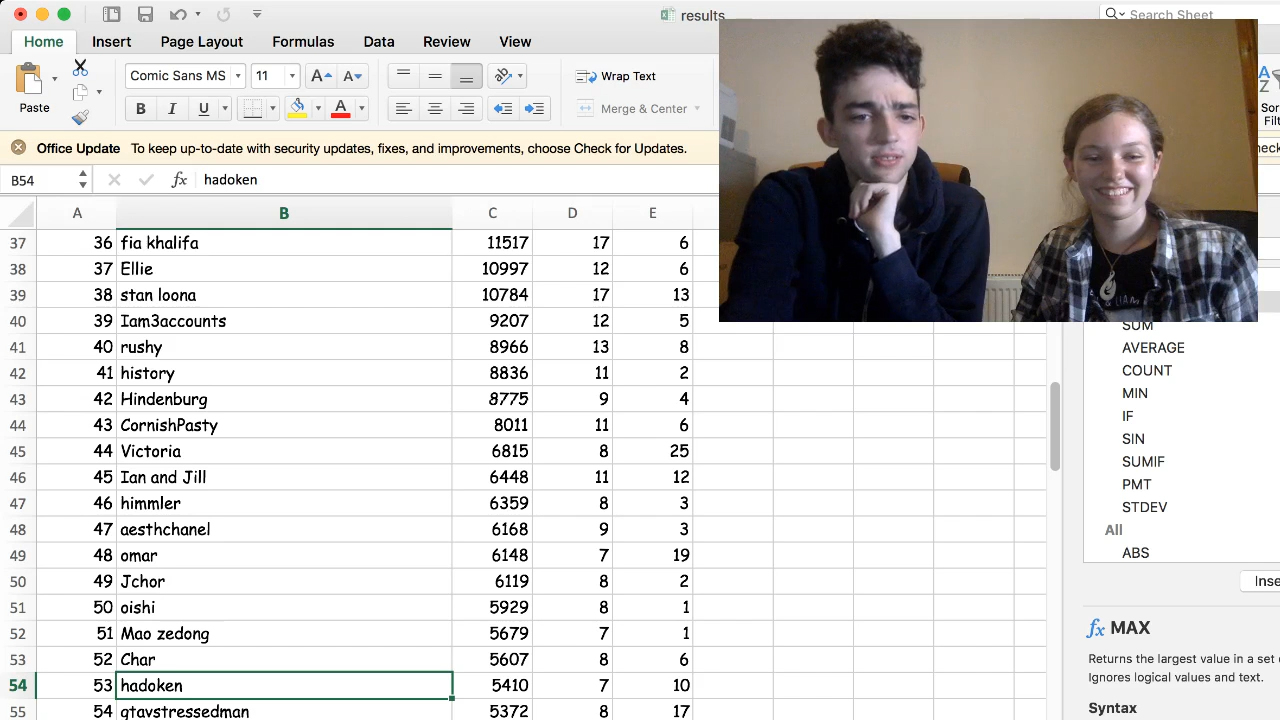 results
Search Sheet
Home Insert Page Layout Formulas Data Review View
Comic Sans MS 11 A A Wrap Text
Paste B I U A Merge & Center
Office Update To keep up-to-date with security updates, fixes, and improvements, choose Check for Updates.
B54 fx hadoken
A B C D E
37 36 fia khalifa 11517 17 6
38 37 Ellie 10997 12 6
39 38 stan loona 10784 17 13
40 39 Iam3accounts 9207 12 5
41 40 rushy 8966 13 8
42 41 history 8836 11 2
43 42 Hindenburg 8775 9 4
44 43 CornishPasty 8011 11 6
45 44 Victoria 6815 8 25
46 45 Ian and Jill 6448 11 12
47 46 himmler 6359 8 3
48 47 aesthchanel 6168 9 3
49 48 omar 6148 7 19
50 49 Jchor 6119 8 2
51 50 oishi 5929 8 1
52 51 Mao zedong 5679 7 1
53 52 Char 5607 8 6
54 53 hadoken 5410 7 10
55 54 gtavstressedman 5372 8 17
SUM
AVERAGE
COUNT
MIN
IF
SIN
SUMIF
PMT
STDEV
All
ABS
Inse
fx MAX
Returns the largest value in a set
Ignores logical values and text.
Syntax